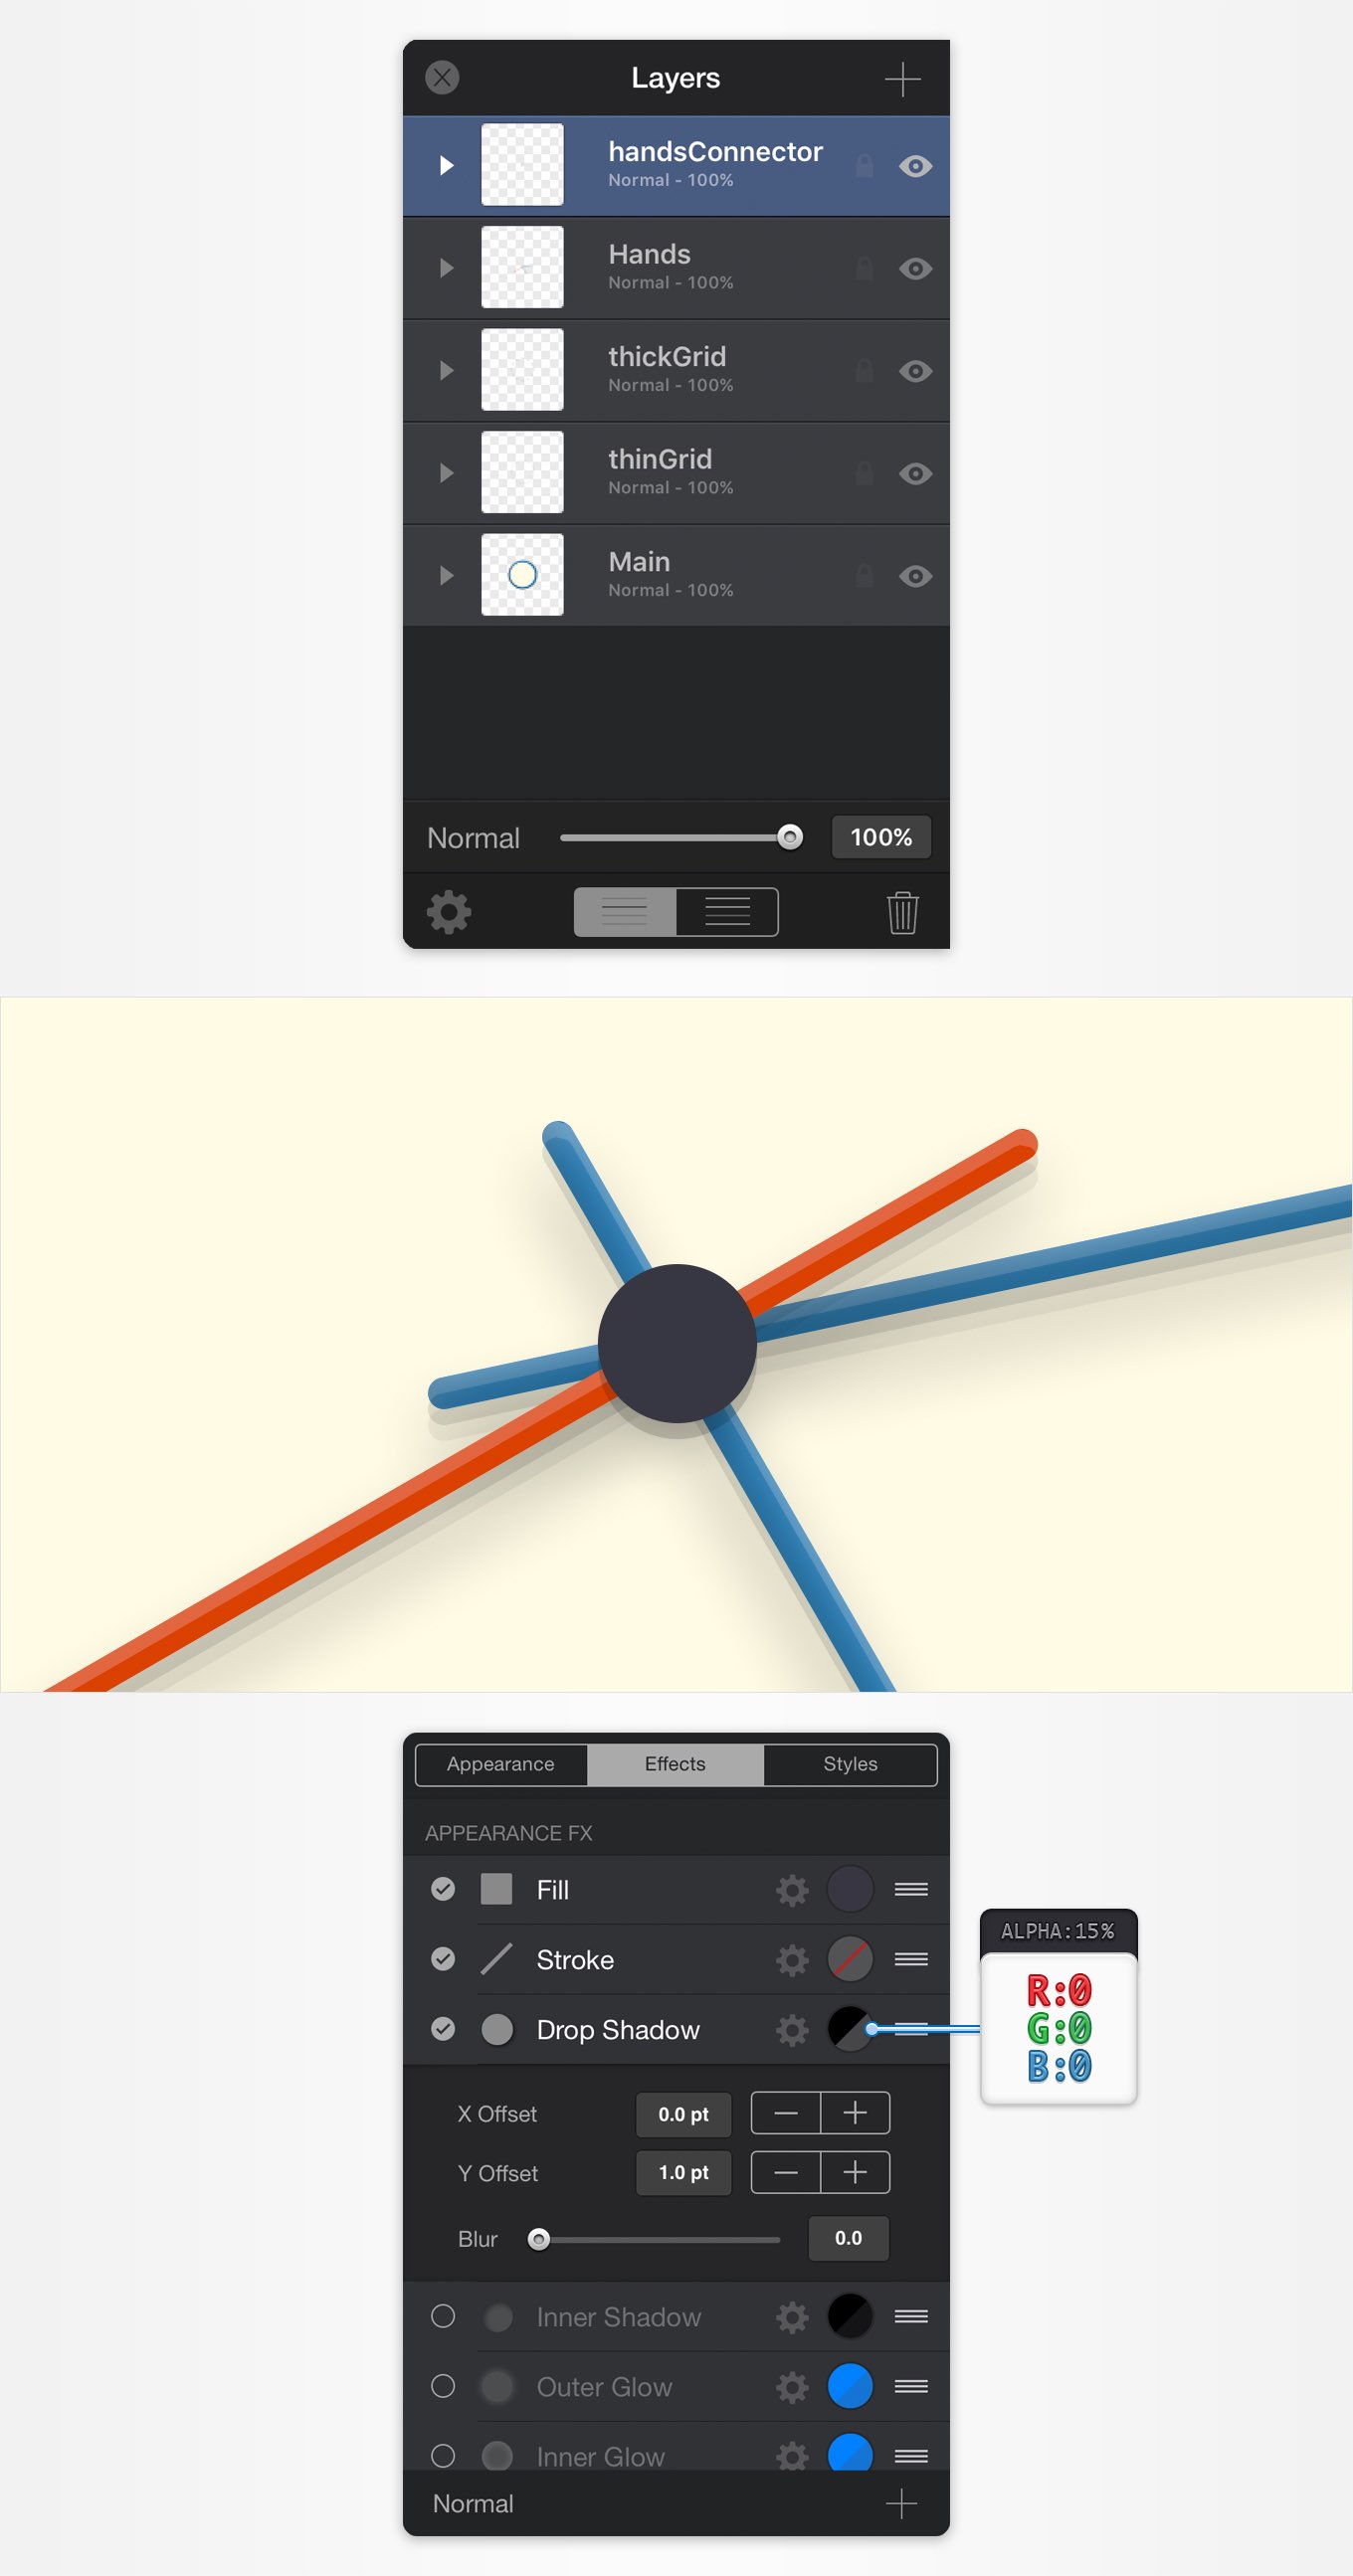 Layers
handsConnector
Normal - 100%
Hands
Normal - 100%
thickGrid
Normal - 100%
thinGrid
Normal - 100%
Main
Normal - 100%
Normal 100%
Appearance Effects Styles
APPEARANCE FX
Fill
Stroke
Drop Shadow
ALPHA:15%
R:0
G:0
B:0
X Offset 0.0 pt
Y Offset 1.0 pt
Blur 0.0
Inner Shadow
Outer Glow
Inner Glow
Normal